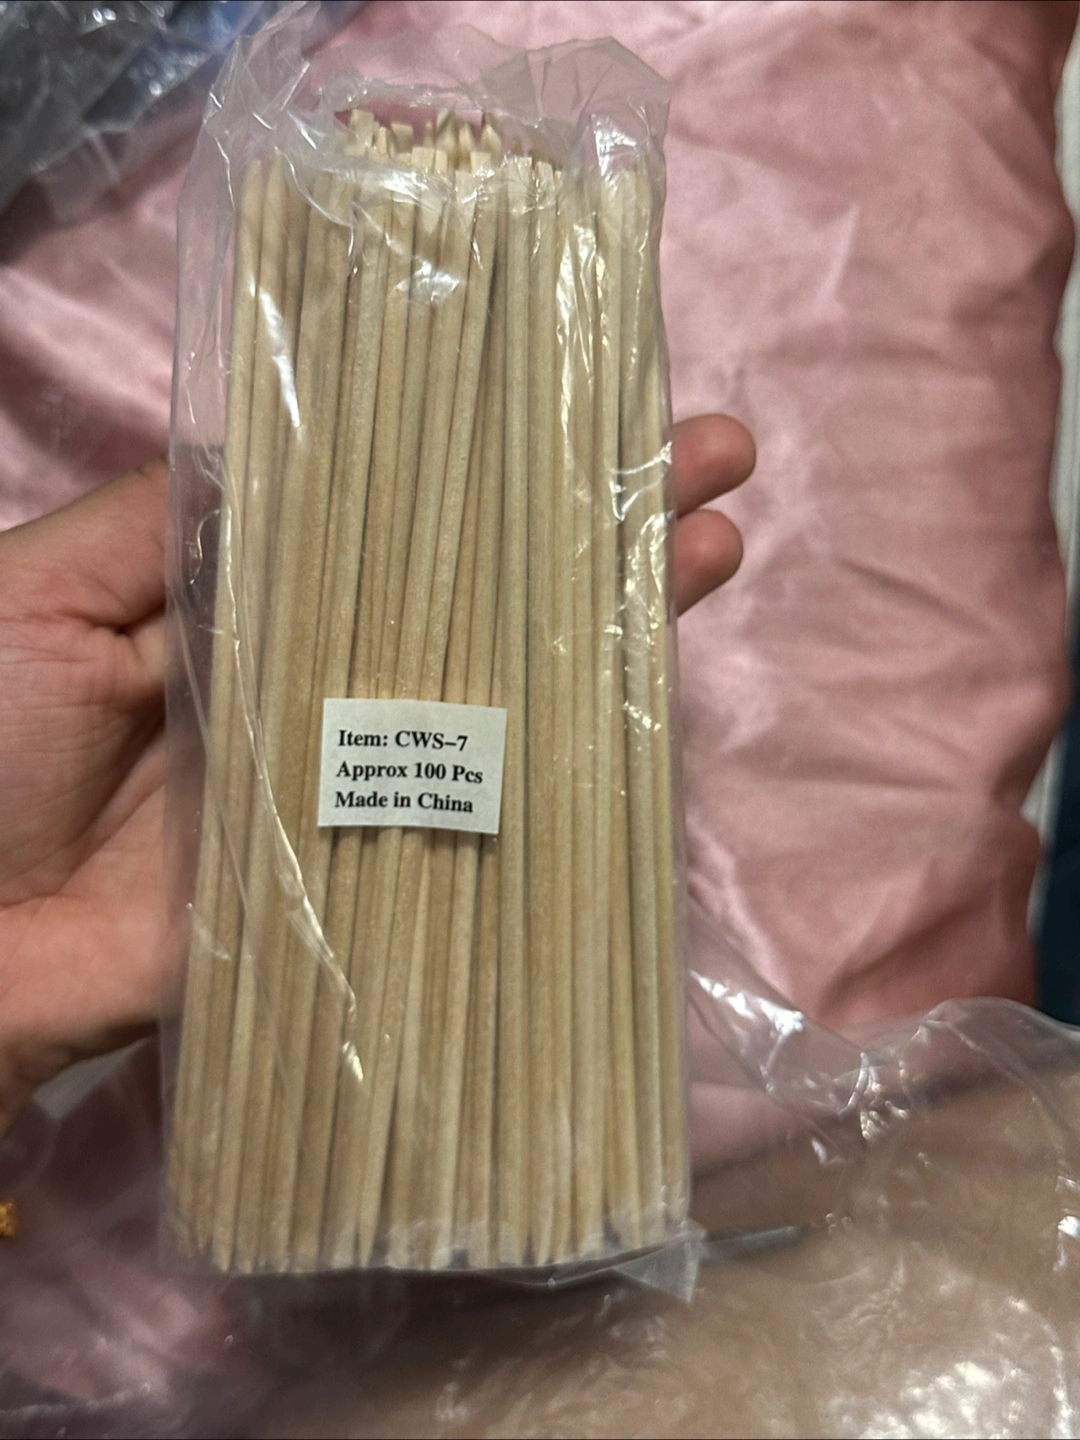 Item: CWS-7
Approx 100 Pcs
Made in China